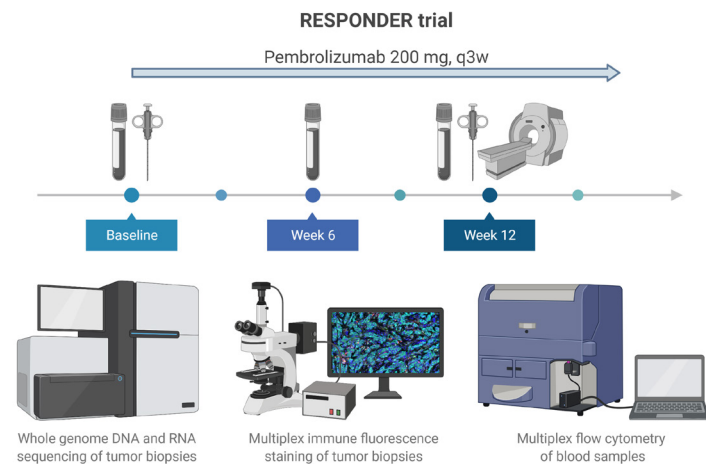 RESPONDER trial
Pembrolizumab 200 mg, q3w
Baseline
Week 6
Week 12
Whole genome DNA and RNA
sequencing of tumor biopsies
Multiplex immune fluorescence
staining of tumor biopsies
Multiplex flow cytometry
of blood samples